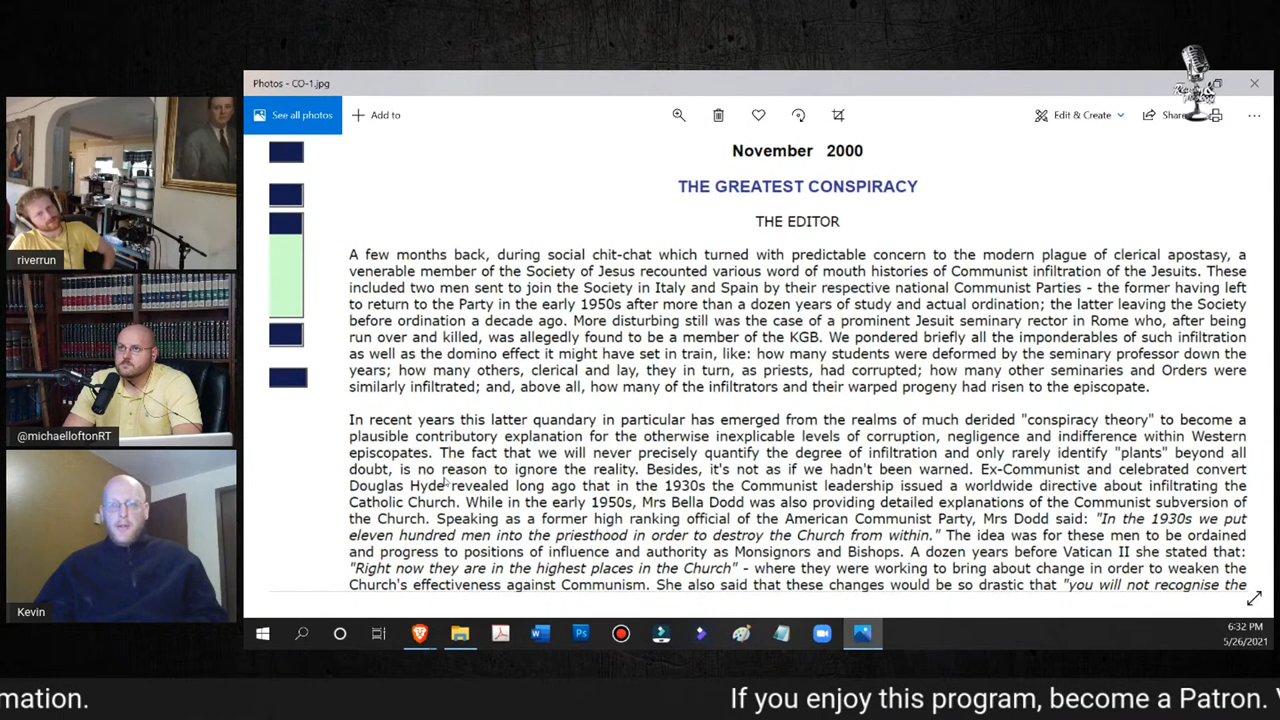 Photos - CO-1.jpg
See all photos
Add to
Edit & Create
Share
November 2000
THE GREATEST CONSPIRACY
THE EDITOR
A few months back, during social chit-chat which turned with predictable concern to the modern plague of clerical apostasy, a
venerable member of the Society of Jesus recounted various word of mouth histories of Communist infiltration of the Jesuits. These
included two men sent to join the Society in Italy and Spain by their respective national Communist Parties - the former having left
to return to the Party in the early 1950s after more than a dozen years of study and actual ordination; the latter leaving the Society
before ordination a decade ago. More disturbing still was the case of a prominent Jesuit seminary rector in Rome who, after being
run over and killed, was allegedly found to be a member of the KGB. We pondered briefly all the imponderables of such infiltration
as well as the domino effect it might have set in train, like: how many students were deformed by the seminary professor down the
years; how many others, clerical and lay, they in turn, as priests, had corrupted; how many other seminaries and Orders were
similarly infiltrated; and, above all, how many of the infiltrators and their warped progeny had risen to the episcopate.
In recent years this latter quandary in particular has emerged from the realms of much derided "conspiracy theory" to become a
plausible contributory explanation for the otherwise inexplicable levels of corruption, negligence and indifference within Western
episcopates. The fact that we will never precisely quantify the degree of infiltration and only rarely identify "plants" beyond all
doubt, is no reason to ignore the reality. Besides, it's not as if we hadn't been warned. Ex-Communist and celebrated convert
Douglas Hyde revealed long ago that in the 1930s the Communist leadership issued a worldwide directive about infiltrating the
Catholic Church. While in the early 1950s, Mrs Bella Dodd was also providing detailed explanations of the Communist subversion of
the Church. Speaking as a former high ranking official of the American Communist Party, Mrs Dodd said: "In the 1930s we put
eleven hundred men into the priesthood in order to destroy the Church from within." The idea was for these men to be ordained
and progress to positions of influence and authority as Monsignors and Bishops. A dozen years before Vatican II she stated that:
"Right now they are in the highest places in the Church" - where they were working to bring about change in order to weaken the
Church's effectiveness against Communism. She also said that these changes would be so drastic that "you will not recognise the
riverrun
@michaelloftonRT
Kevin
6:32 PM
5/26/2021
mation.
If you enjoy this program, become a Patron.